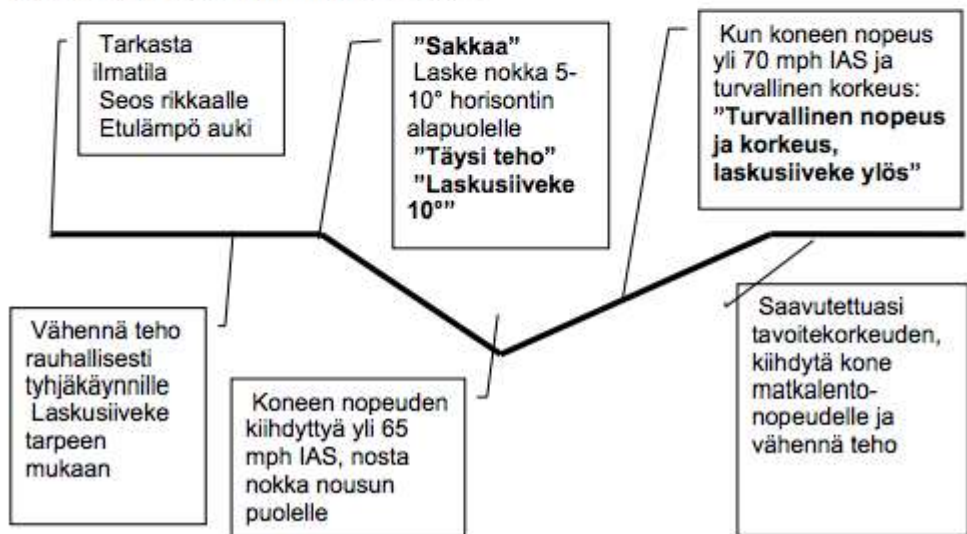 Tarkasta
ilmatila
Seos rikkaalle
Etulämpö auki
"Sakkaa"
Laske nokka 5-
10° horisontin
alapuolelle
"Täysi teho"
"Laskusiiveke
10°"
Kun koneen nopeus
yli 70 mph IAS ja
turvallinen korkeus:
"Turvallinen nopeus
ja korkeus,
laskusiiveke ylös"
Vähennä teho
rauhallisesti
tyhjäkäynnille
Laskusiiveke
tarpeen
mukaan
Koneen nopeuden
kiihdyttyä yli 65
mph IAS, nosta
nokka nousun
puolelle
Saavutettuasi
tavoitekorkeuden,
kiihdytä kone
matkalento-
nopeudelle ja
vähennä teho